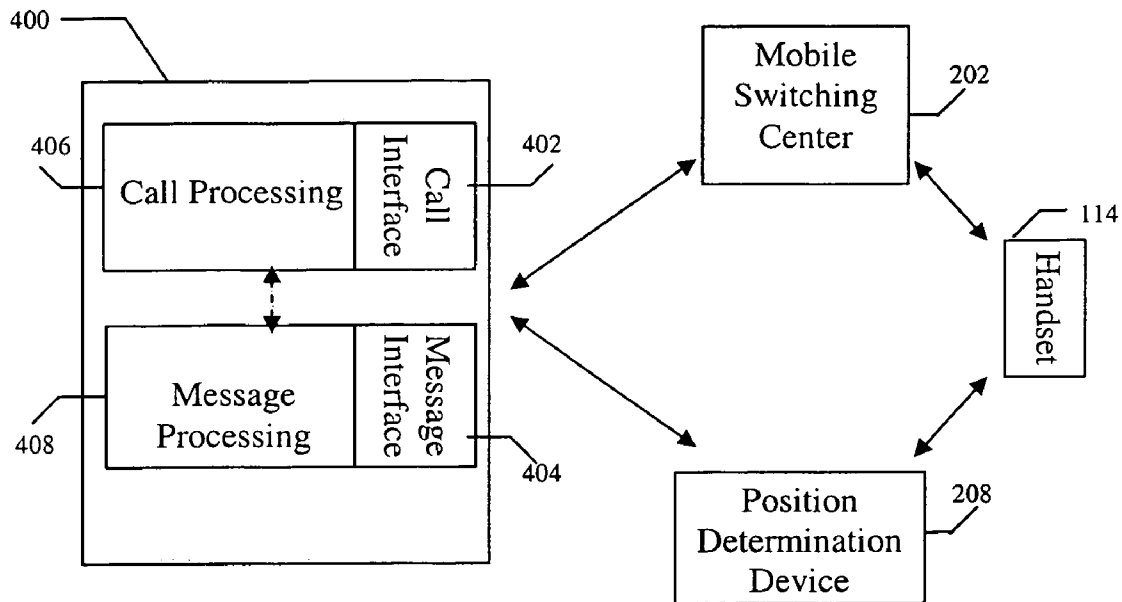 400
Mobile
Switching
Center
202
406
Call Processing
Call
Interface
402
114
Handset
Message
Processing
Message
Interface
408
404
Position
Determination
Device
208